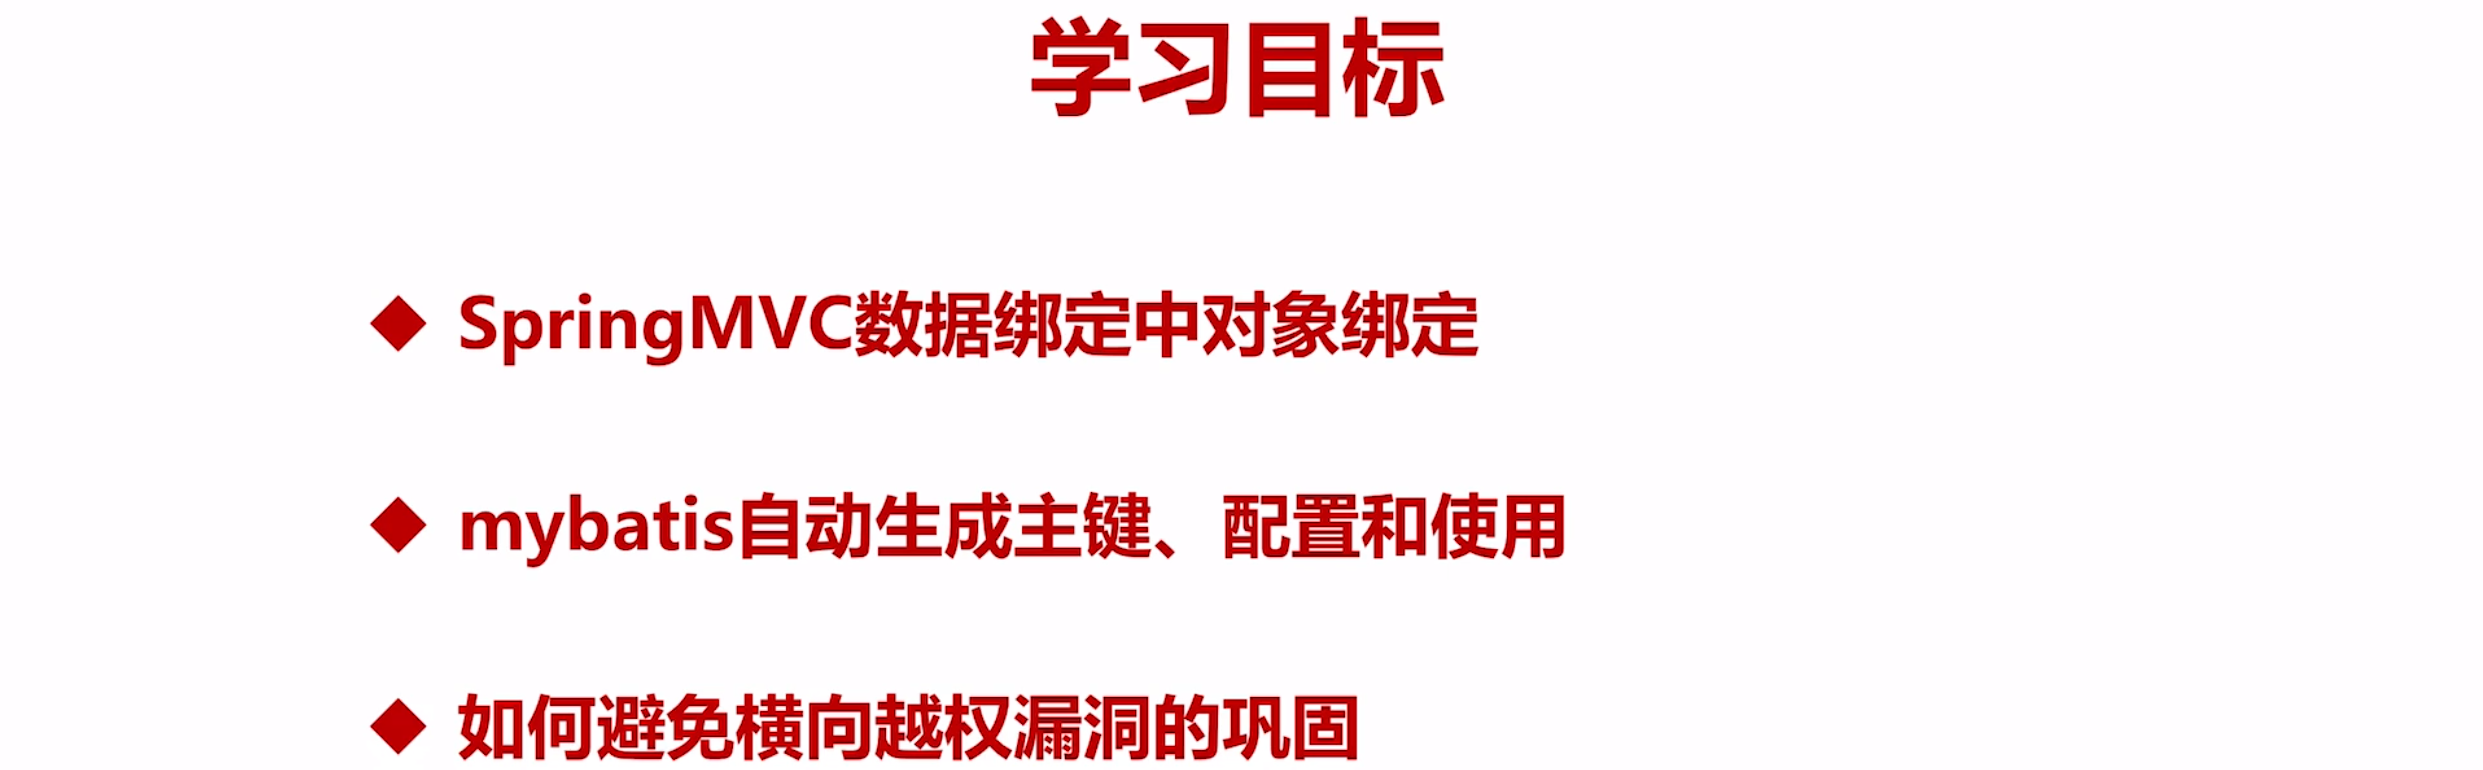 学习目标
◆ SpringMVC数据绑定中对象绑定
◆ mybatis自动生成主键、配置和使用
◆ 如何避免横向越权漏洞的巩固